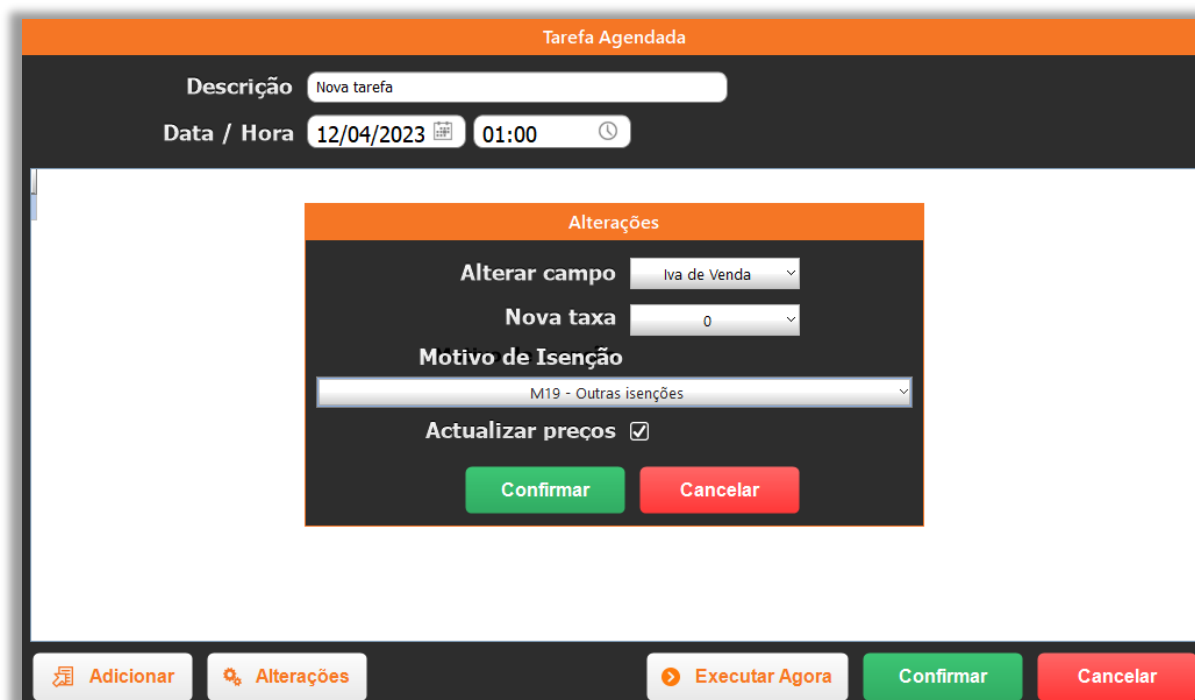 Tarefa Agendada
Descrição Nova tarefa
Data / Hora 12/04/2023 01:00
Alterações
Alterar campo Iva de Venda
Nova taxa 0
Motivo de Isenção
M19 - Outras isenções
Actualizar preços
Confirmar Cancelar
Adicionar Alterações Executar Agora Confirmar Cancelar